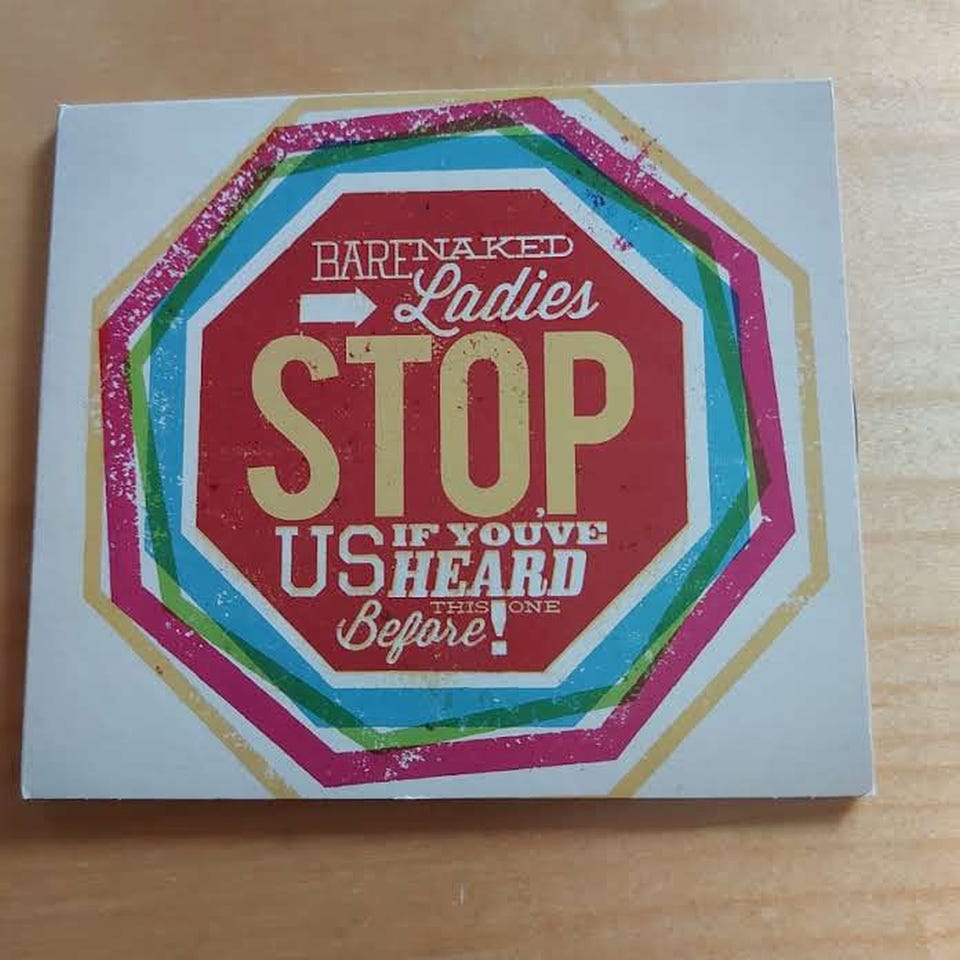 BARENAKED
Ladies
STOP
US IF YOU'VE
HEARD
THIS ONE
Before!